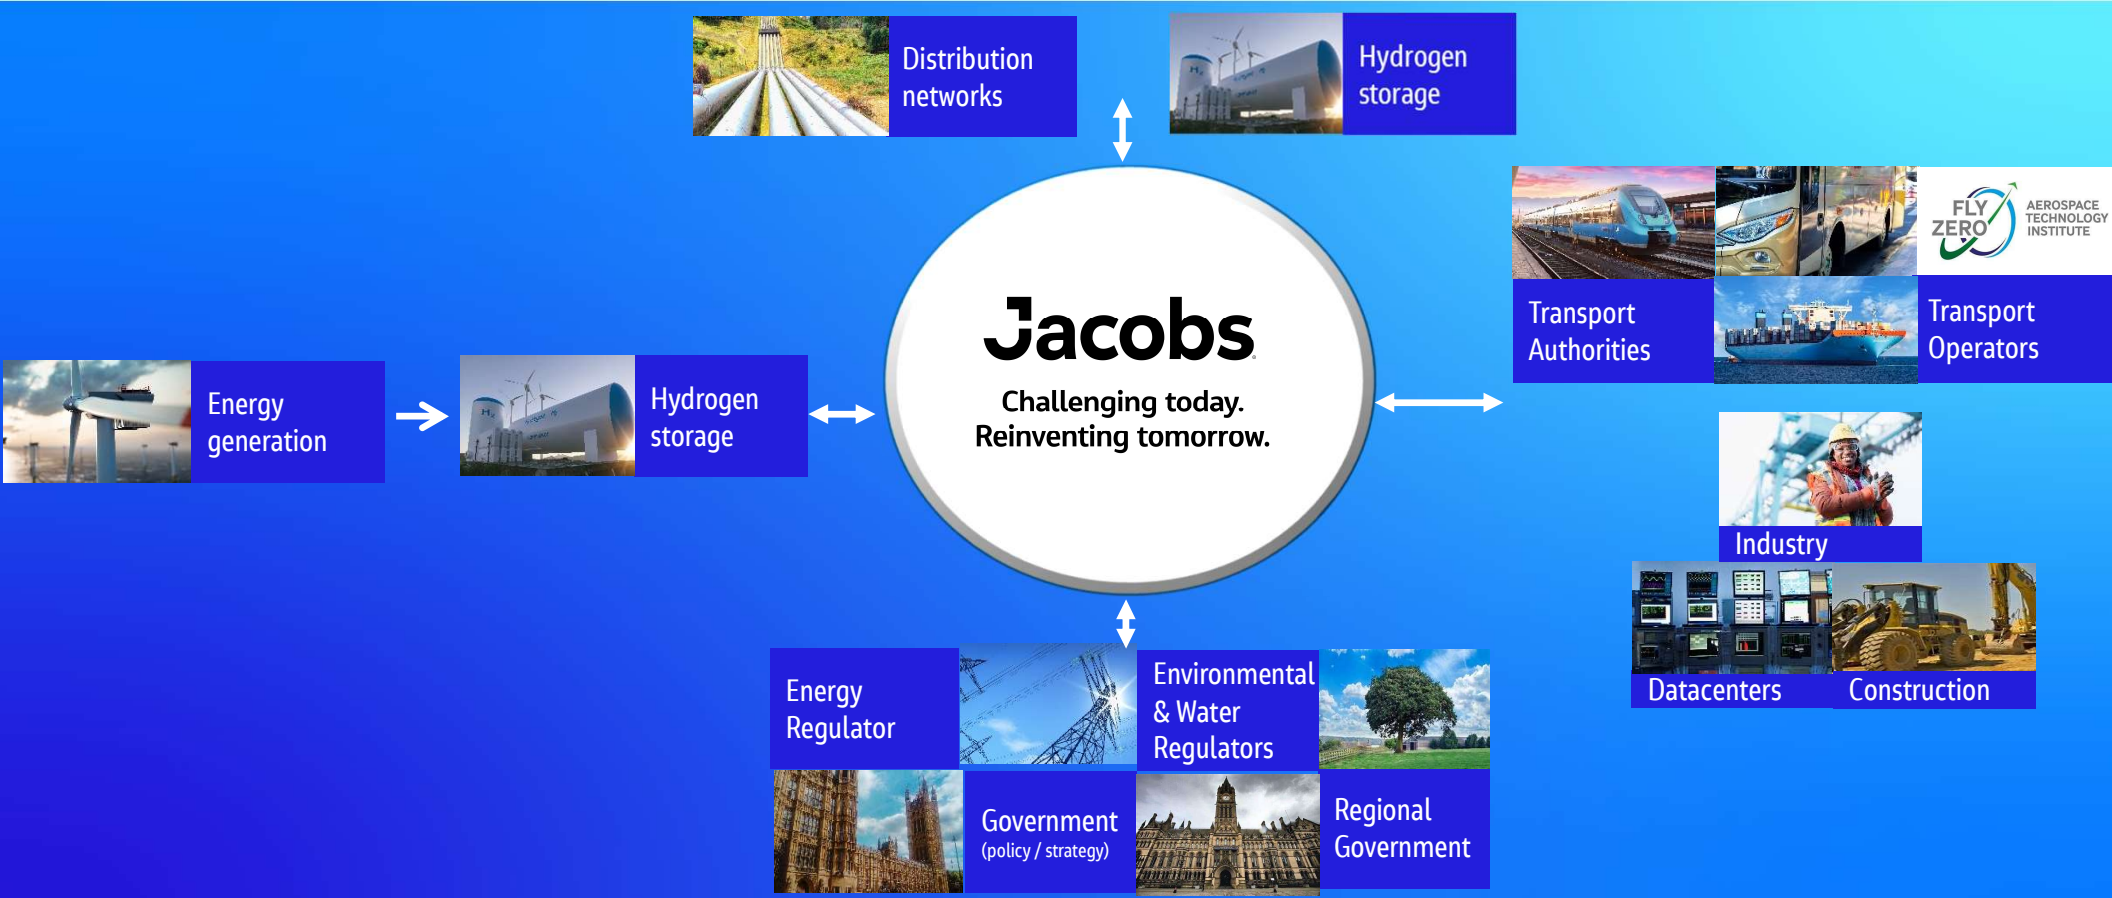 Distribution
networks
Hydrogen
storage
FLY
ZERO
AEROSPACE
TECHNOLOGY
INSTITUTE
Transport
Authorities
Transport
Operators
Jacobs
Challenging today.
Reinventing tomorrow.
Energy
generation
H2
Hydrogen
storage
Industry
Datacenters
Construction
Energy
Regulator
Environmental
& Water
Regulators
Government
(policy / strategy)
Regional
Government